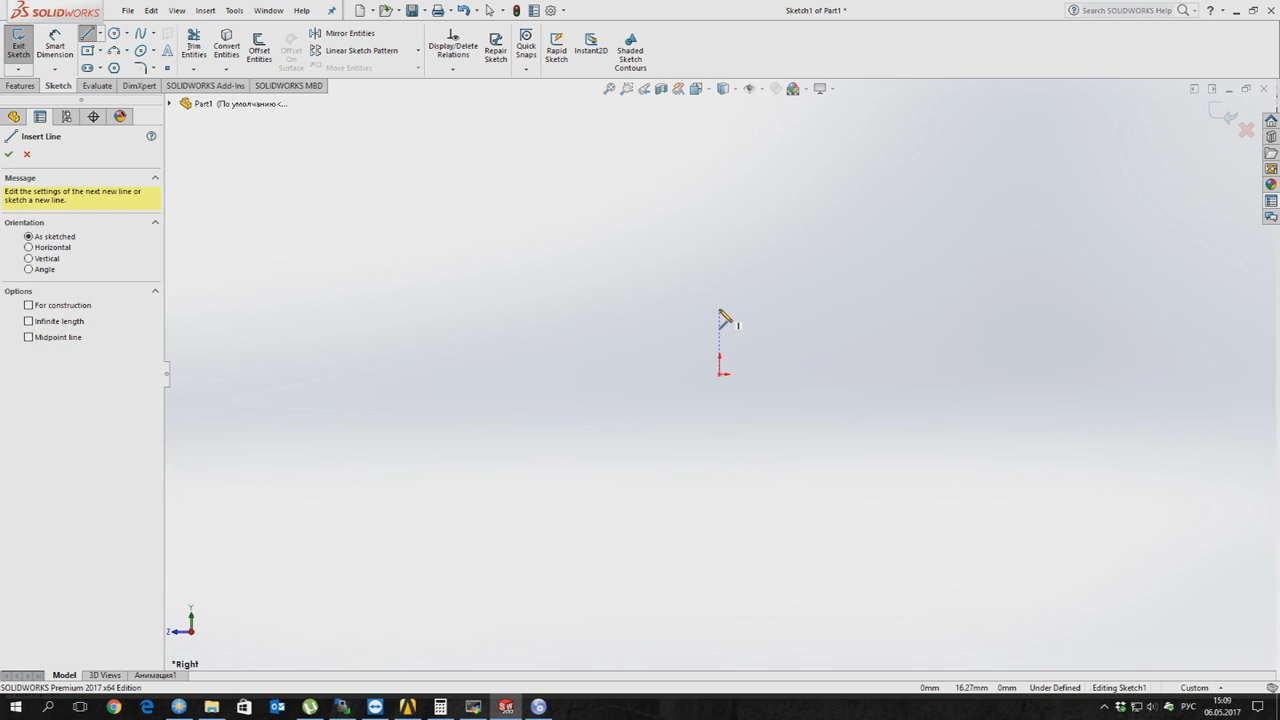 SOLIDWORKS
File Edit View Insert Tools Window Help
Sketch1 of Part1 *
Search SOLIDWORKS Help
Exit Sketch
Smart Dimension
Trim Entities
Convert Entities
Offset Entities
Offset On Surface
Mirror Entities
Linear Sketch Pattern
Move Entities
Display/Delete Relations
Repair Sketch
Quick Snaps
Rapid Sketch
Instant2D
Shaded Sketch Contours
Features Sketch Evaluate DimXpert SOLIDWORKS Add-Ins SOLIDWORKS MBD
Part1 (По умолчанию <...
Insert Line
Message
Edit the settings of the next new line or
sketch a new line.
Orientation
As sketched
Horizontal
Vertical
Angle
Options
For construction
Infinite length
Midpoint line
Y
Z
*Right
Model 3D Views Анимация1
SOLIDWORKS Premium 2017 x64 Edition
0mm 16.27mm 0mm Under Defined Editing Sketch1 Custom
РУС
15:09
06.05.2017